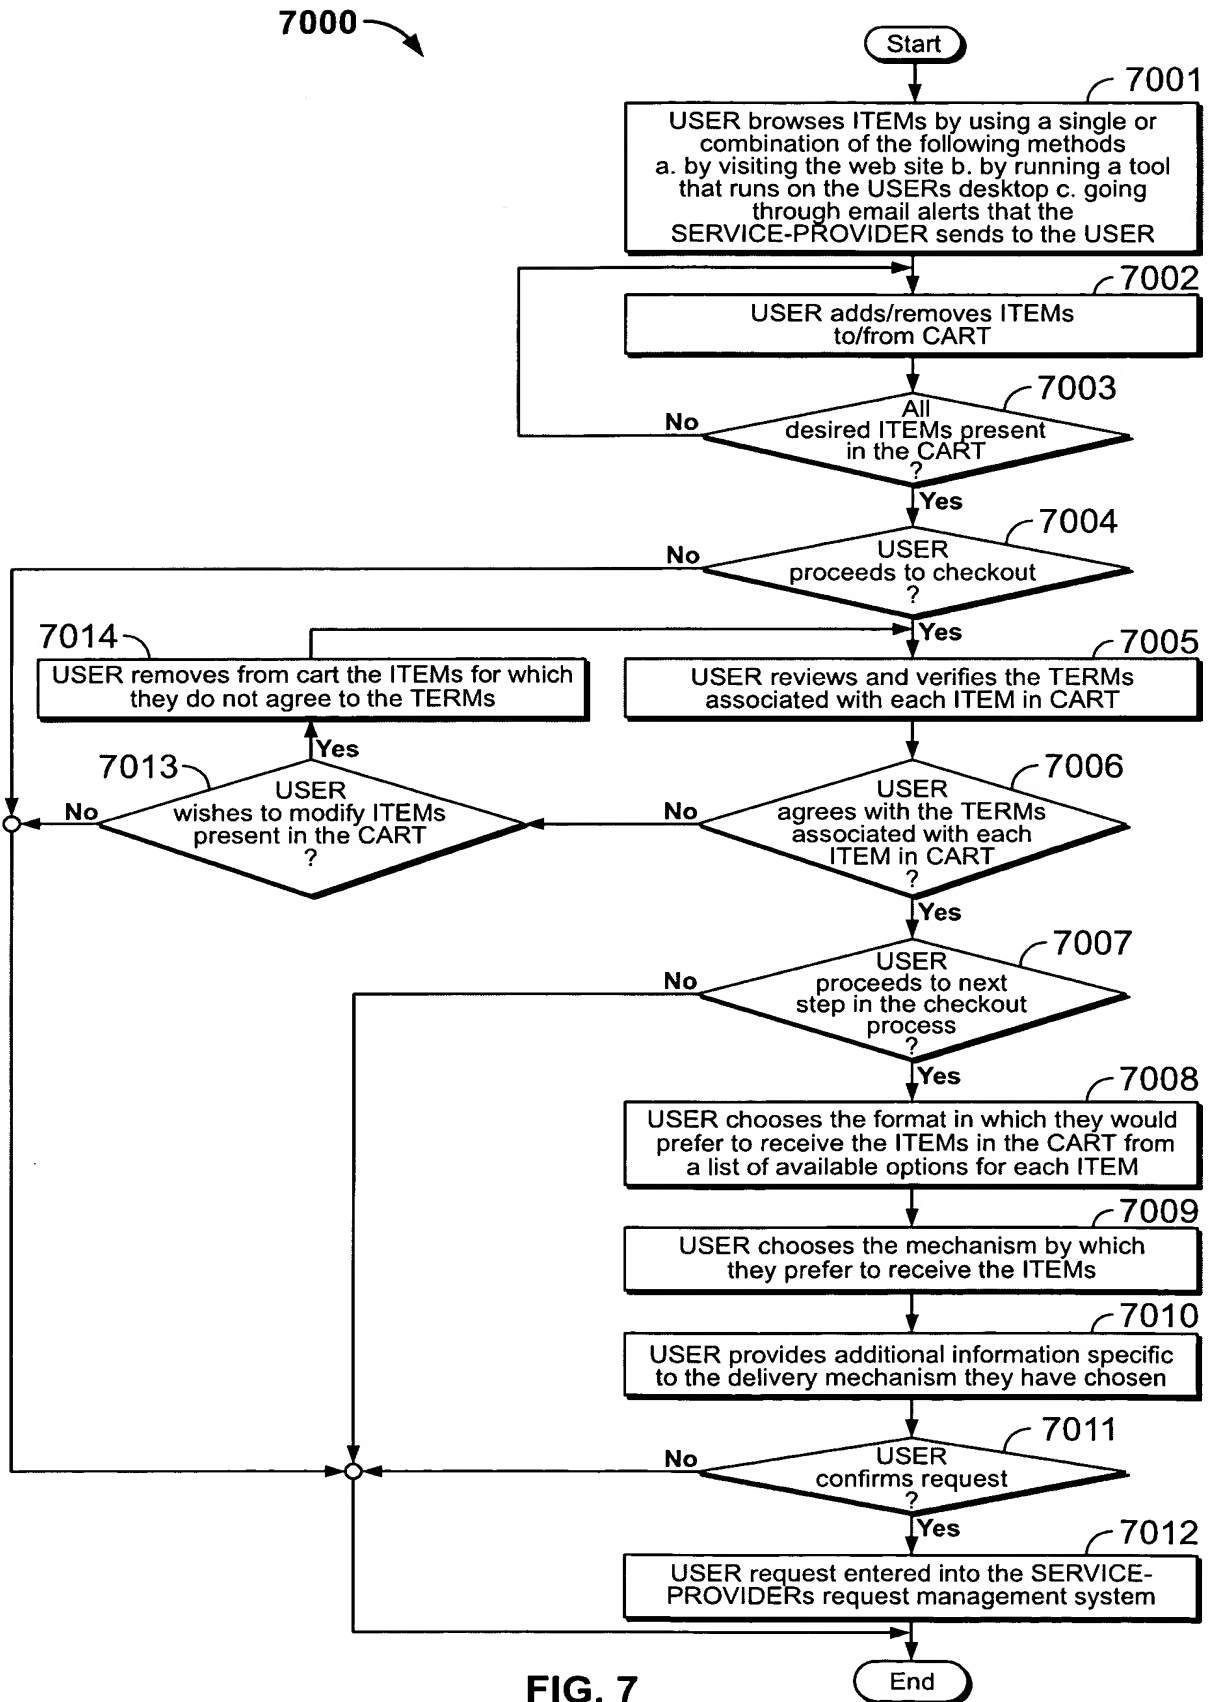 7000
Start
7001
USER browses ITEMs by using a single or
combination of the following methods
a. by visiting the web site b. by running a tool
that runs on the USERs desktop c. going
through email alerts that the
SERVICE-PROVIDER sends to the USER
7002
USER adds/removes ITEMs
to/from CART
7003
All
desired ITEMs present
in the CART
?
No
Yes
7004
USER
proceeds to checkout
?
No
Yes
7014
USER removes from cart the ITEMs for which
they do not agree to the TERMs
7005
USER reviews and verifies the TERMs
associated with each ITEM in CART
Yes
7013
USER
wishes to modify ITEMs
present in the CART
?
No
7006
USER
agrees with the TERMs
associated with each
ITEM in CART
?
No
Yes
7007
USER
proceeds to next
step in the checkout
process
?
No
Yes
7008
USER chooses the format in which they would
prefer to receive the ITEMs in the CART from
a list of available options for each ITEM
7009
USER chooses the mechanism by which
they prefer to receive the ITEMs
7010
USER provides additional information specific
to the delivery mechanism they have chosen
7011
USER
confirms request
?
No
Yes
7012
USER request entered into the SERVICE-
PROVIDERs request management system
End
FIG. 7